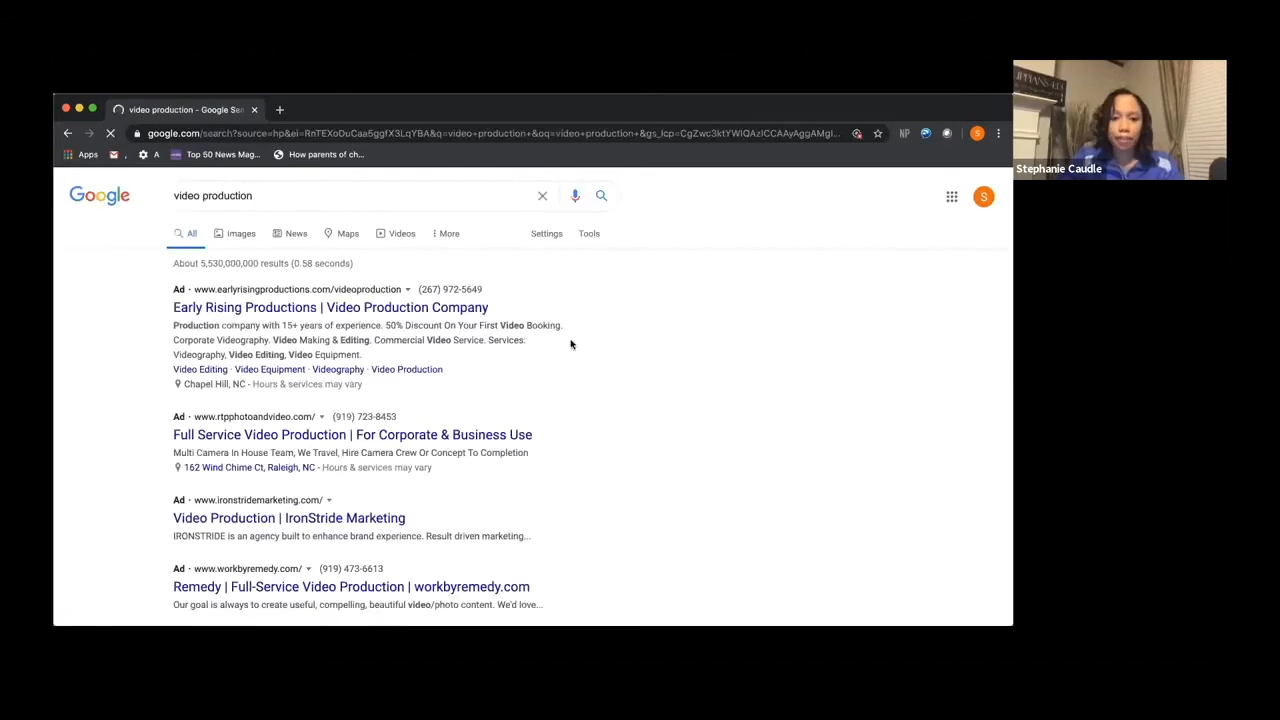 video production - Google Sea
google.com/search?source=hp&ei=RnTEXoDuCaa5ggfX3LqYBA&q=video+production+&oq=video+production+&gs_lcp=CgZwc3ktYWIQAzICCAAyAggAMgI...
NP
S
Apps
A
Top 50 News Mag...
How parents of ch...
Stephanie Caudle
Google
video production
S
All
Images
News
Maps
Videos
More
Settings
Tools
About 5,530,000,000 results (0.58 seconds)
Ad · www.earlyrisingproductions.com/videoproduction (267) 972-5649
Early Rising Productions | Video Production Company
Production company with 15+ years of experience. 50% Discount On Your First Video Booking.
Corporate Videography. Video Making & Editing. Commercial Video Service. Services:
Videography, Video Editing, Video Equipment.
Video Editing · Video Equipment · Videography · Video Production
Chapel Hill, NC - Hours & services may vary
Ad · www.rtpphotoandvideo.com/ (919) 723-8453
Full Service Video Production | For Corporate & Business Use
Multi Camera In House Team, We Travel, Hire Camera Crew Or Concept To Completion
162 Wind Chime Ct, Raleigh, NC - Hours & services may vary
Ad · www.ironstridemarketing.com/
Video Production | IronStride Marketing
IRONSTRIDE is an agency built to enhance brand experience. Result driven marketing...
Ad · www.workbyremedy.com/ (919) 473-6613
Remedy | Full-Service Video Production | workbyremedy.com
Our goal is always to create useful, compelling, beautiful video/photo content. We'd love...